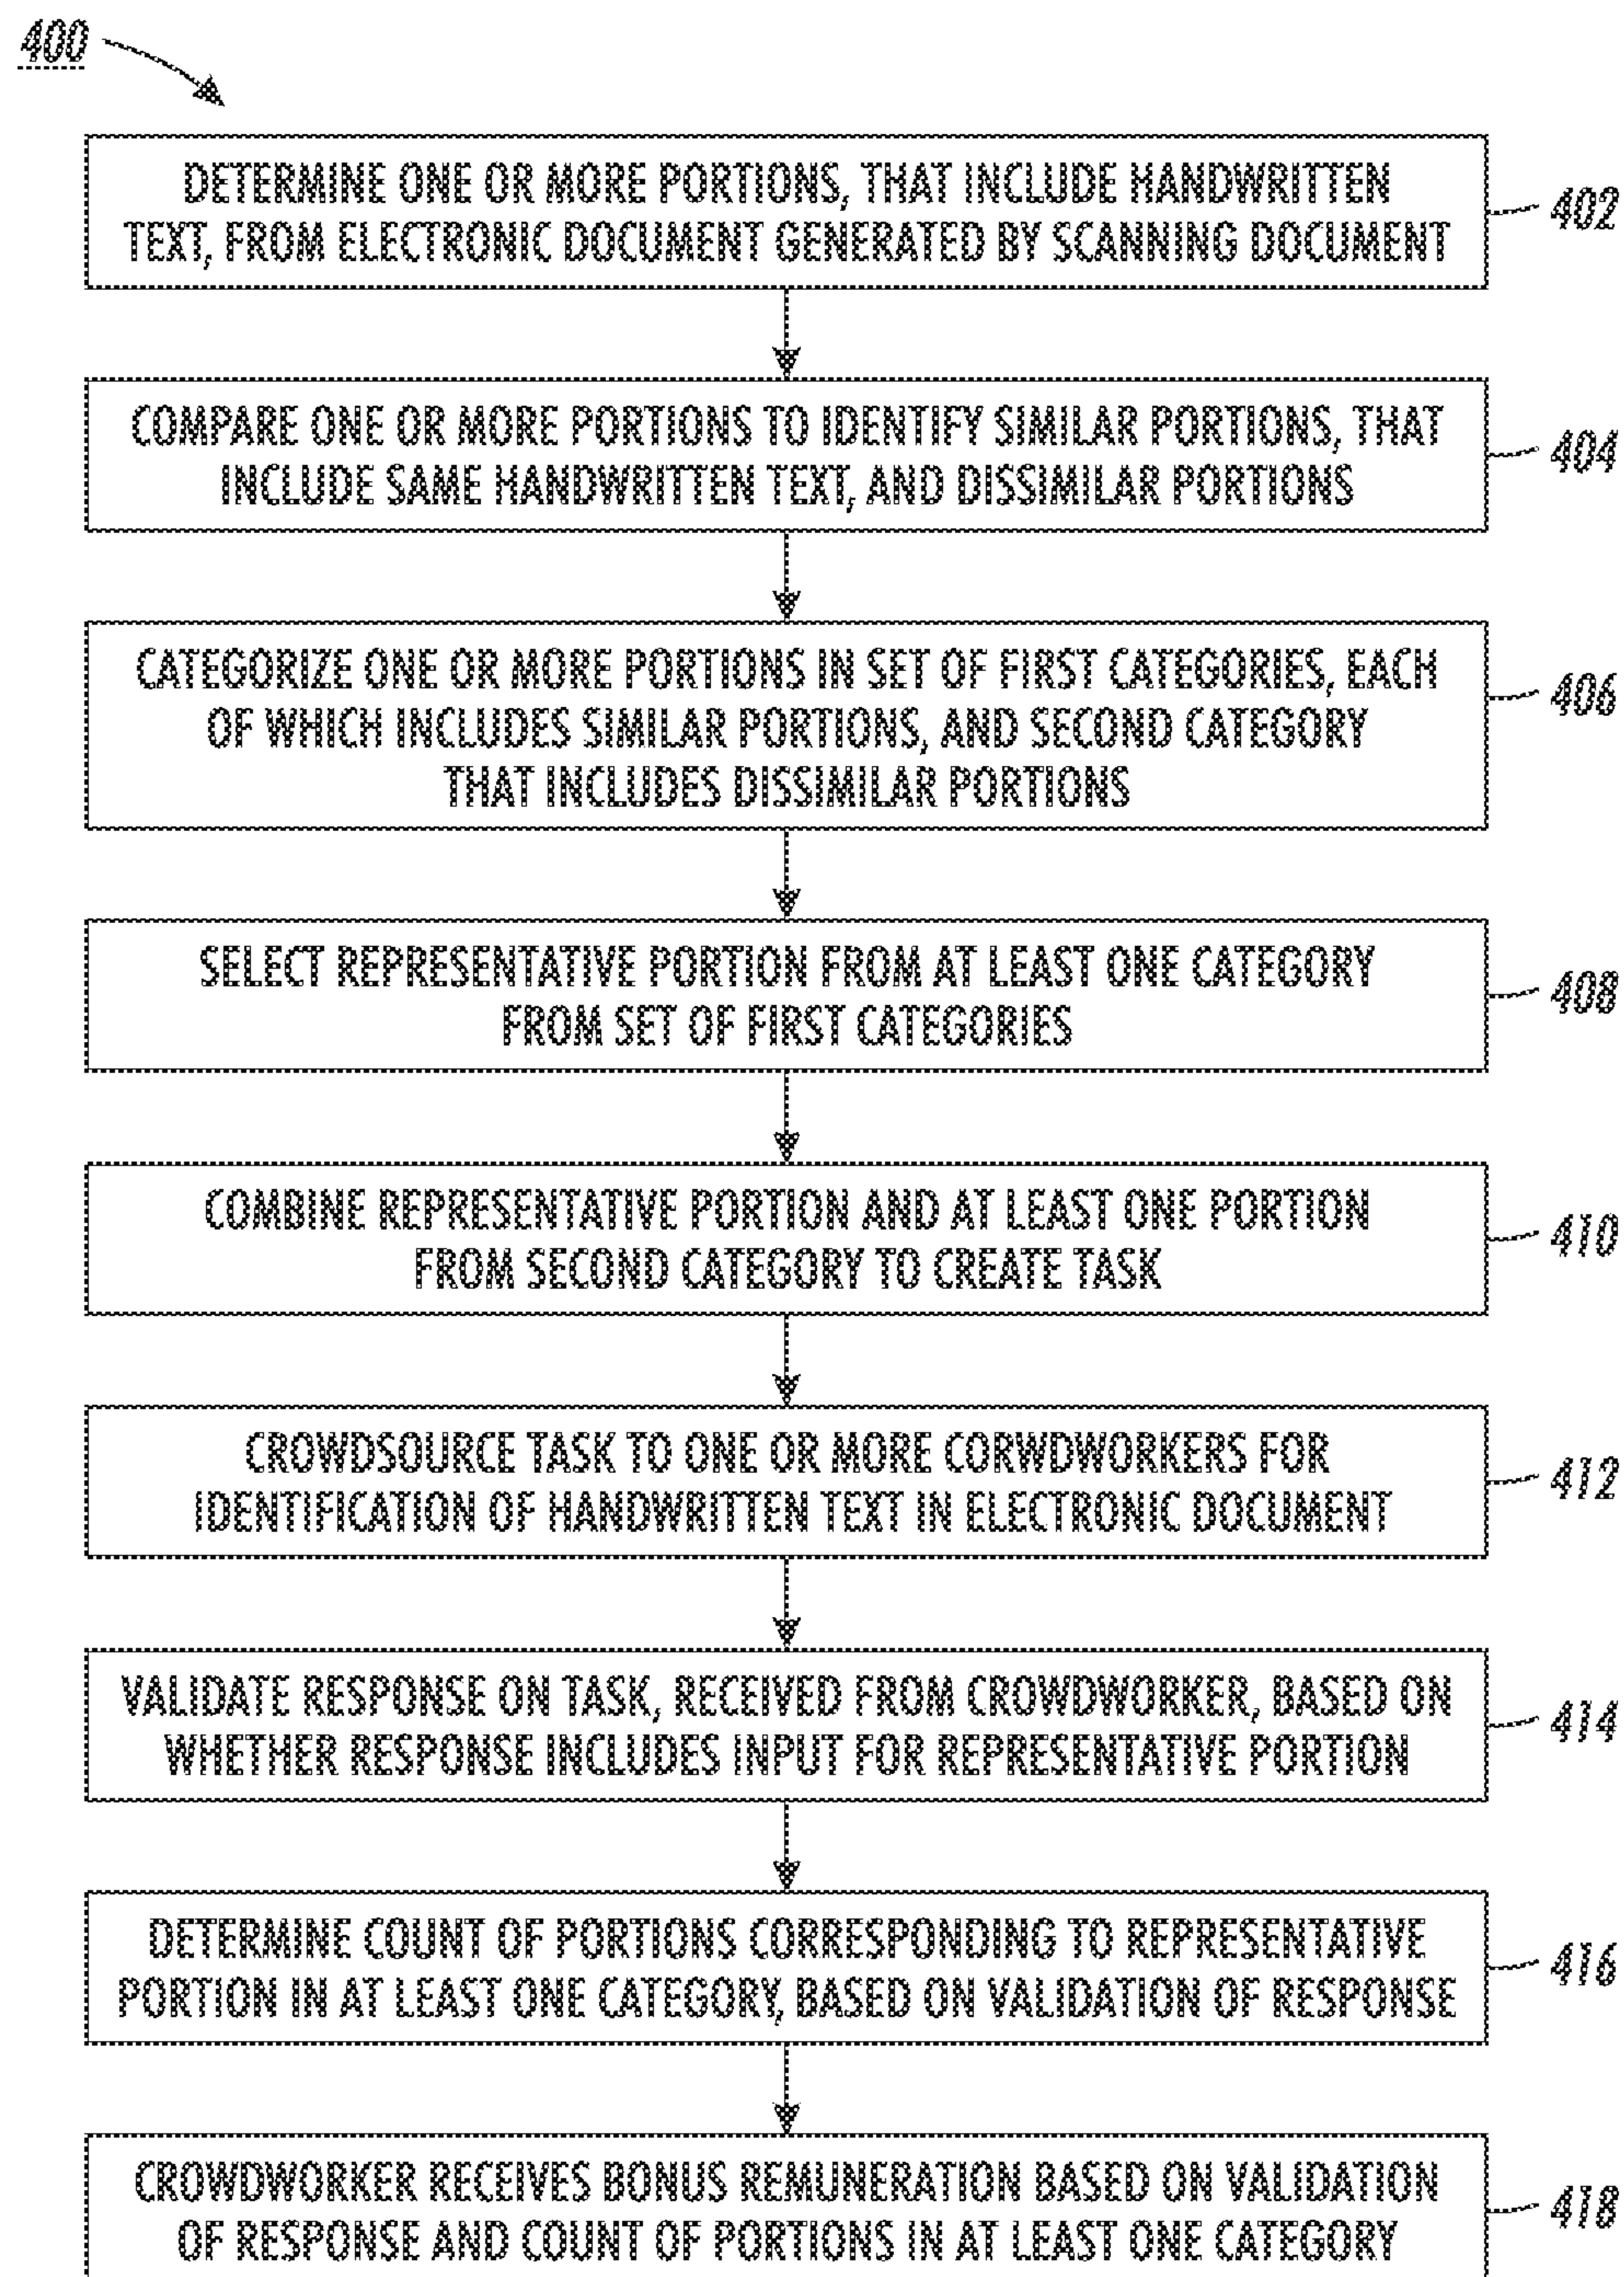 400
DETERMINE ONE OR MORE PORTIONS, THAT INCLUDE HANDWRITTEN
TEXT, FROM ELECTRONIC DOCUMENT GENERATED BY SCANNING DOCUMENT
402
COMPARE ONE OR MORE PORTIONS TO IDENTIFY SIMILAR PORTIONS, THAT
INCLUDE SAME HANDWRITTEN TEXT, AND DISSIMILAR PORTIONS
404
CATEGORIZE ONE OR MORE PORTIONS IN SET OF FIRST CATEGORIES, EACH
OF WHICH INCLUDES SIMILAR PORTIONS, AND SECOND CATEGORY
THAT INCLUDES DISSIMILAR PORTIONS
406
SELECT REPRESENTATIVE PORTION FROM AT LEAST ONE CATEGORY
FROM SET OF FIRST CATEGORIES
408
COMBINE REPRESENTATIVE PORTION AND AT LEAST ONE PORTION
FROM SECOND CATEGORY TO CREATE TASK
410
CROWDSOURCE TASK TO ONE OR MORE CORWDWORKERS FOR
IDENTIFICATION OF HANDWRITTEN TEXT IN ELECTRONIC DOCUMENT
412
VALIDATE RESPONSE ON TASK, RECEIVED FROM CROWDWORKER, BASED ON
WHETHER RESPONSE INCLUDES INPUT FOR REPRESENTATIVE PORTION
414
DETERMINE COUNT OF PORTIONS CORRESPONDING TO REPRESENTATIVE
PORTION IN AT LEAST ONE CATEGORY, BASED ON VALIDATION OF RESPONSE
416
CROWDWORKER RECEIVES BONUS REMUNERATION BASED ON VALIDATION
OF RESPONSE AND COUNT OF PORTIONS IN AT LEAST ONE CATEGORY
418